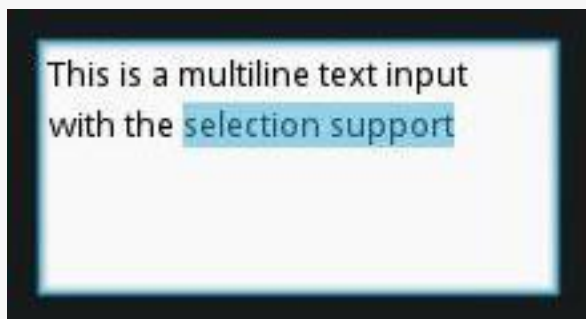 This is a multiline text input
with the selection support